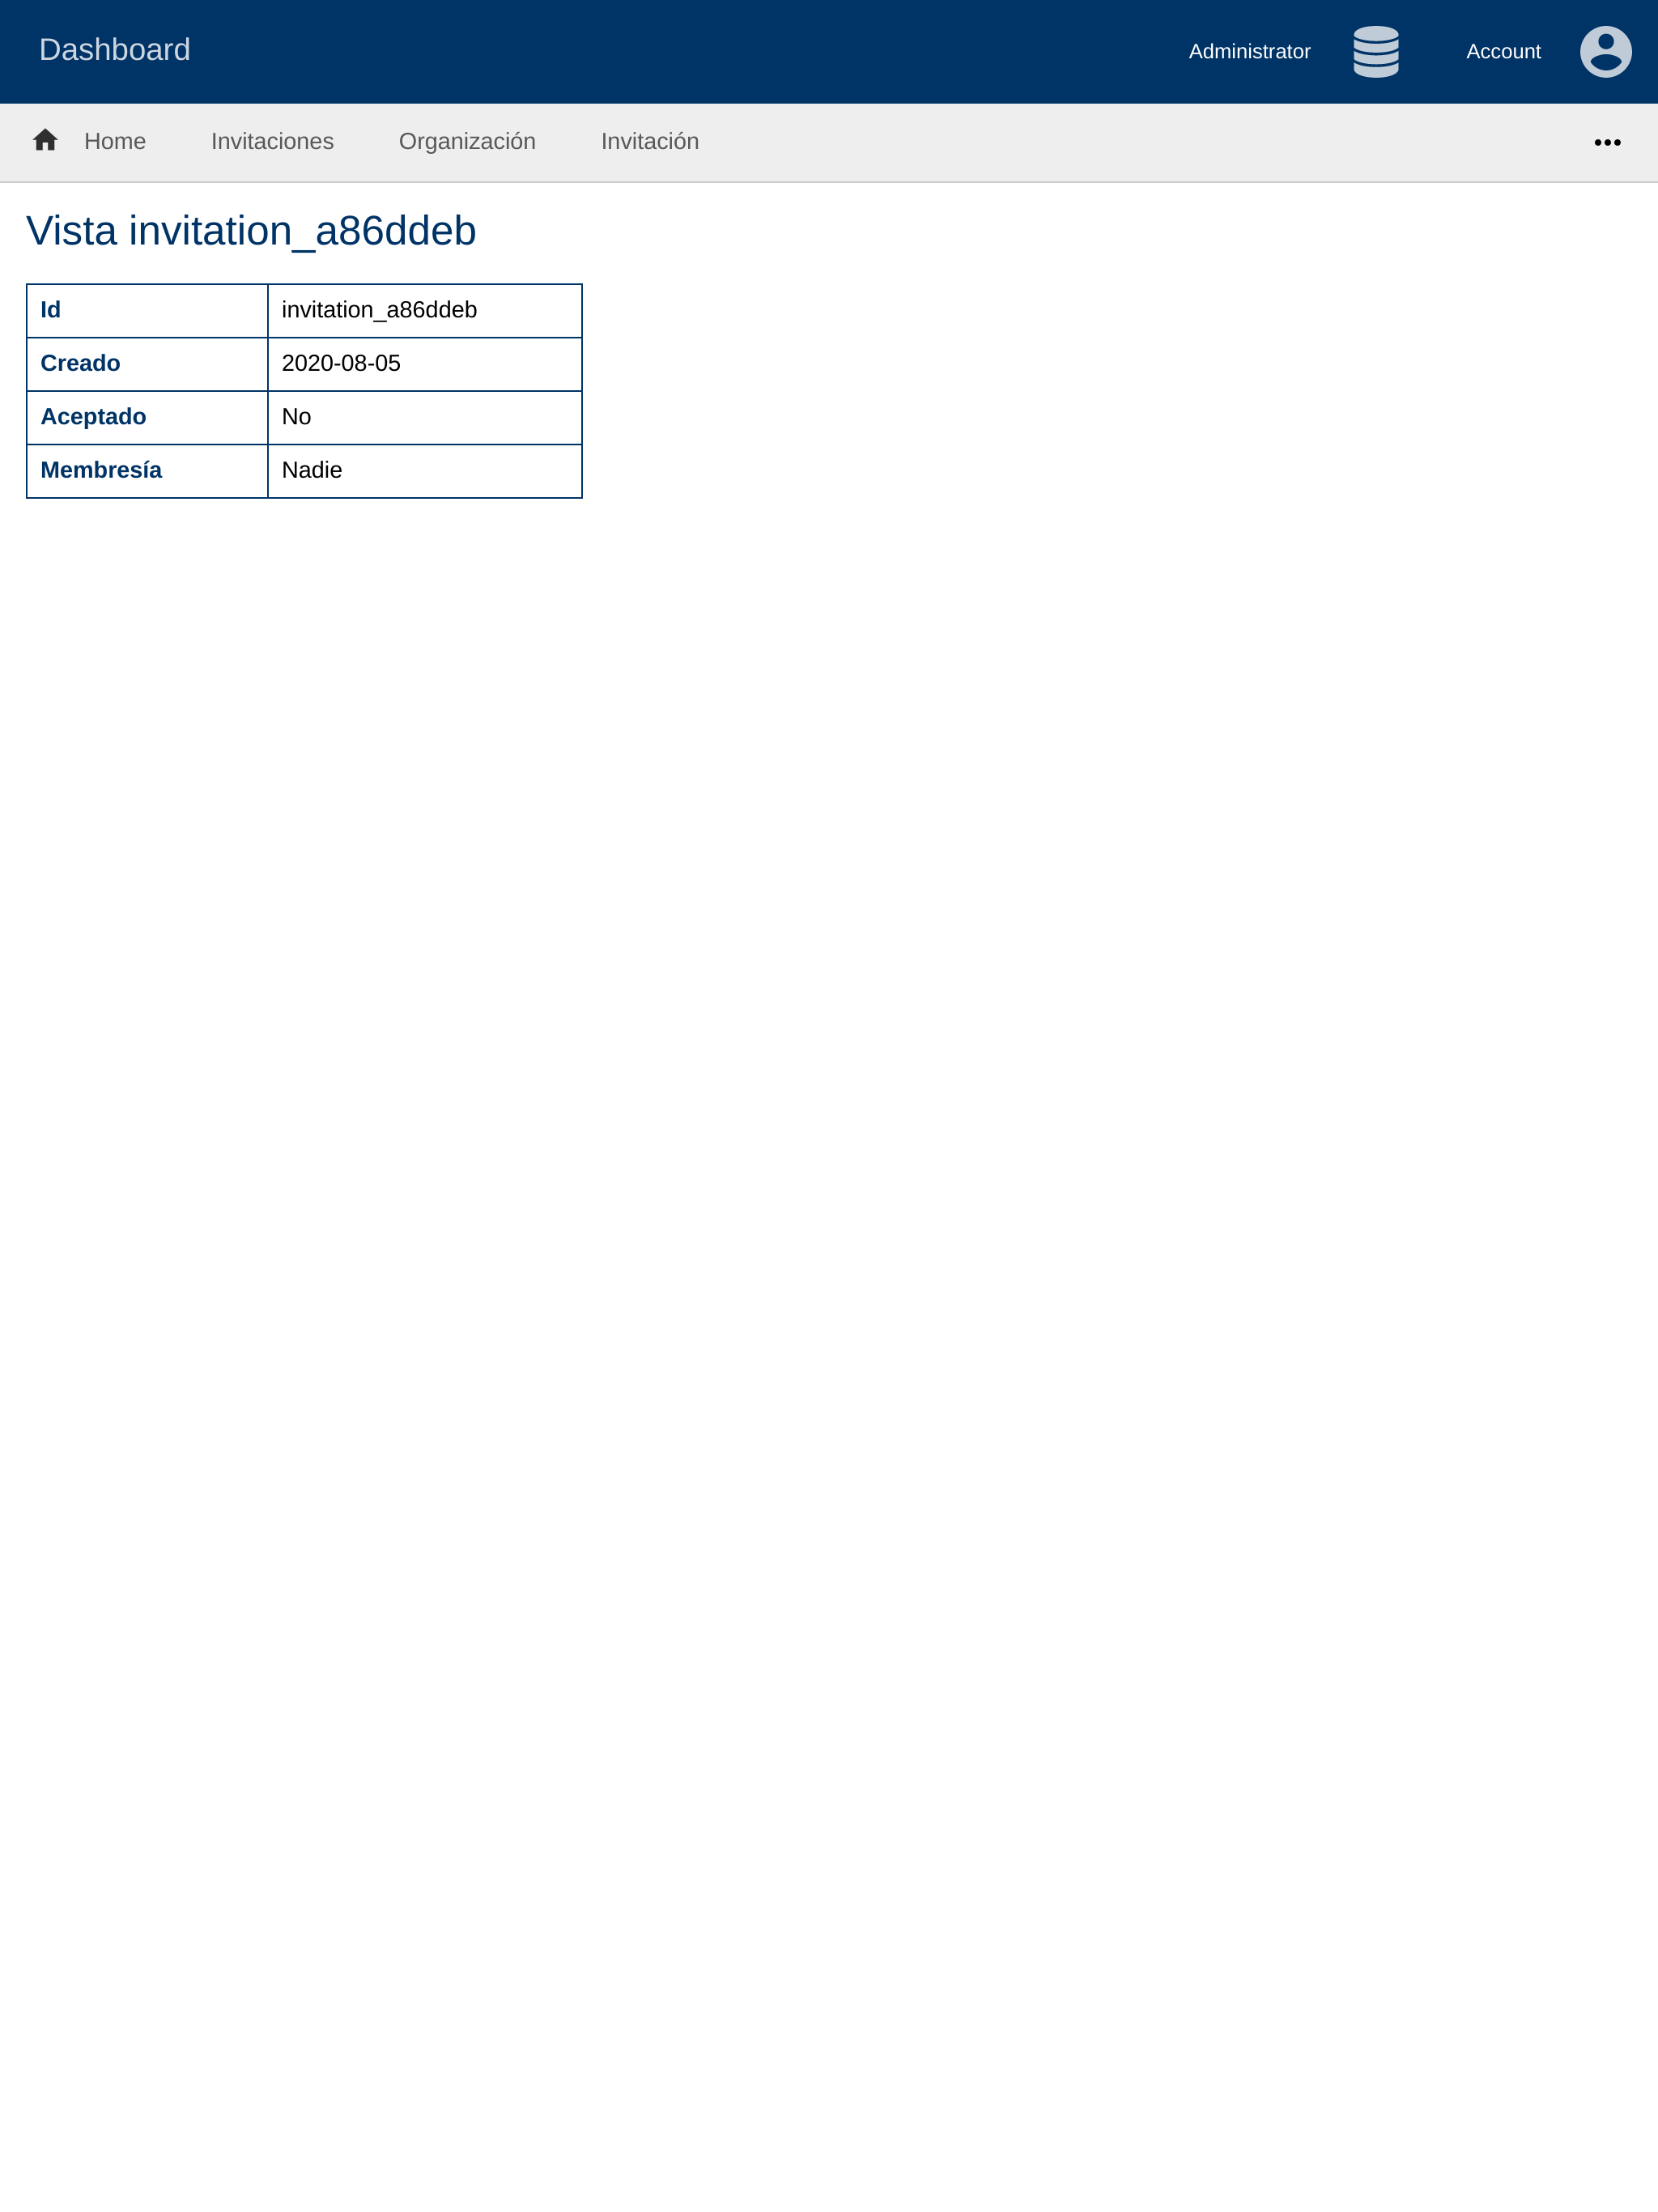 Dashboard Administrator Account
Home Invitaciones Organización Invitación
Vista invitation_a86ddeb
Id invitation_a86ddeb
Creado 2020-08-05
Aceptado No
Membresía Nadie